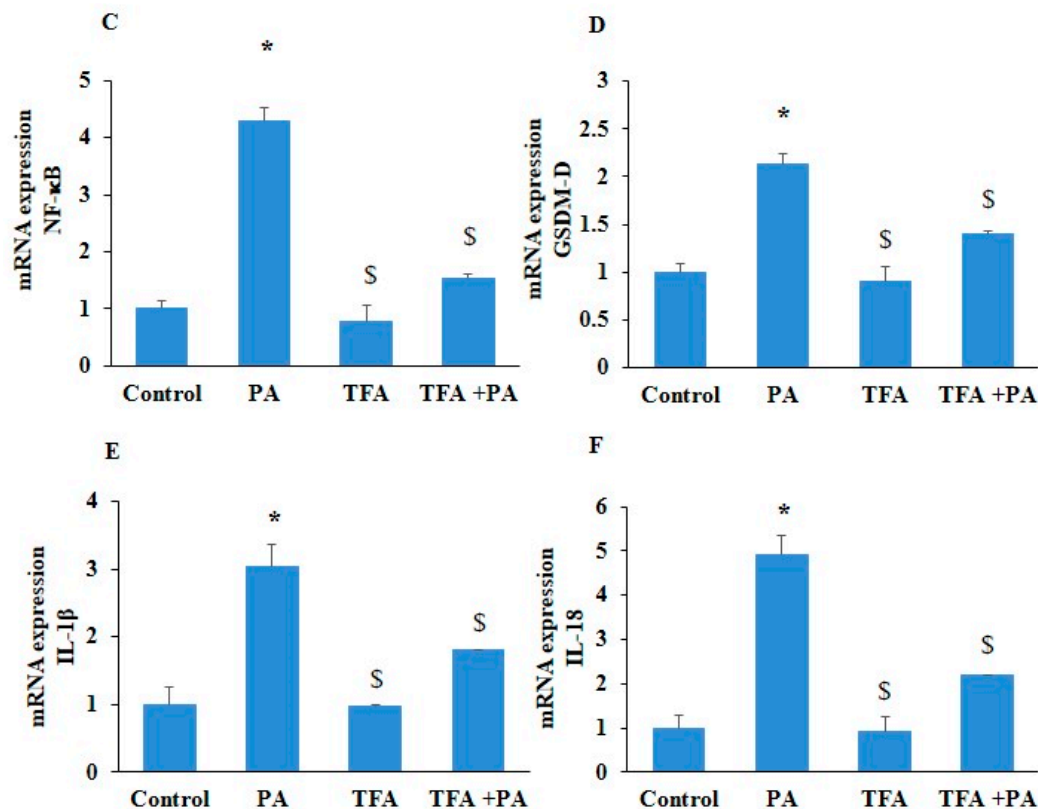 C
*
5
4
3
2
1
0
mRNA expression
NF-κB
$
$
Control PA TFA TFA +PA
D
3
2.5
2
1.5
1
0.5
0
mRNA expression
GSDM-D
*
$
$
Control PA TFA TFA +PA
E
4
3
2
1
0
mRNA expression
IL-1β
*
$
$
Control PA TFA TFA +PA
F
6
5
4
3
2
1
0
mRNA expression
IL-18
*
$
$
Control PA TFA TFA +PA